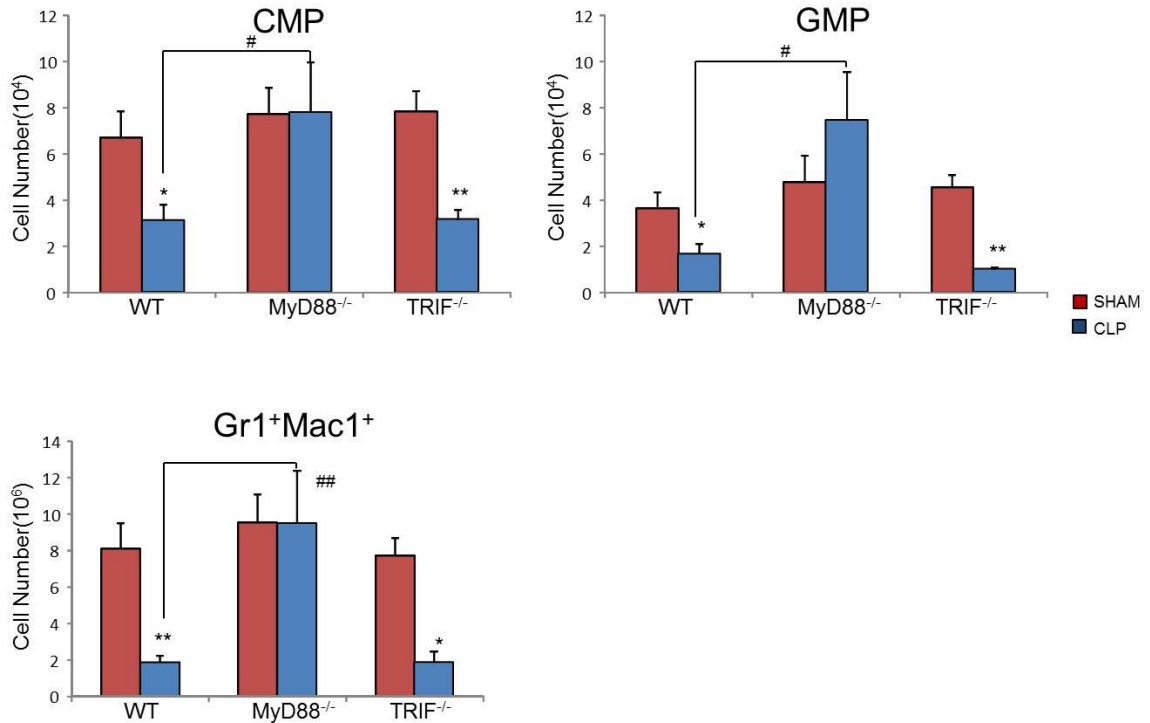 CMP
Cell Number(10⁴)
12
10
8
6
4
2
0
#
*
**
WT
MyD88⁻/⁻
TRIF⁻/⁻
GMP
Cell Number(10⁴)
12
10
8
6
4
2
0
#
*
**
WT
MyD88⁻/⁻
TRIF⁻/⁻
SHAM
CLP
Gr1⁺Mac1⁺
Cell Number(10⁶)
14
12
10
8
6
4
2
0
##
**
*
WT
MyD88⁻/⁻
TRIF⁻/⁻